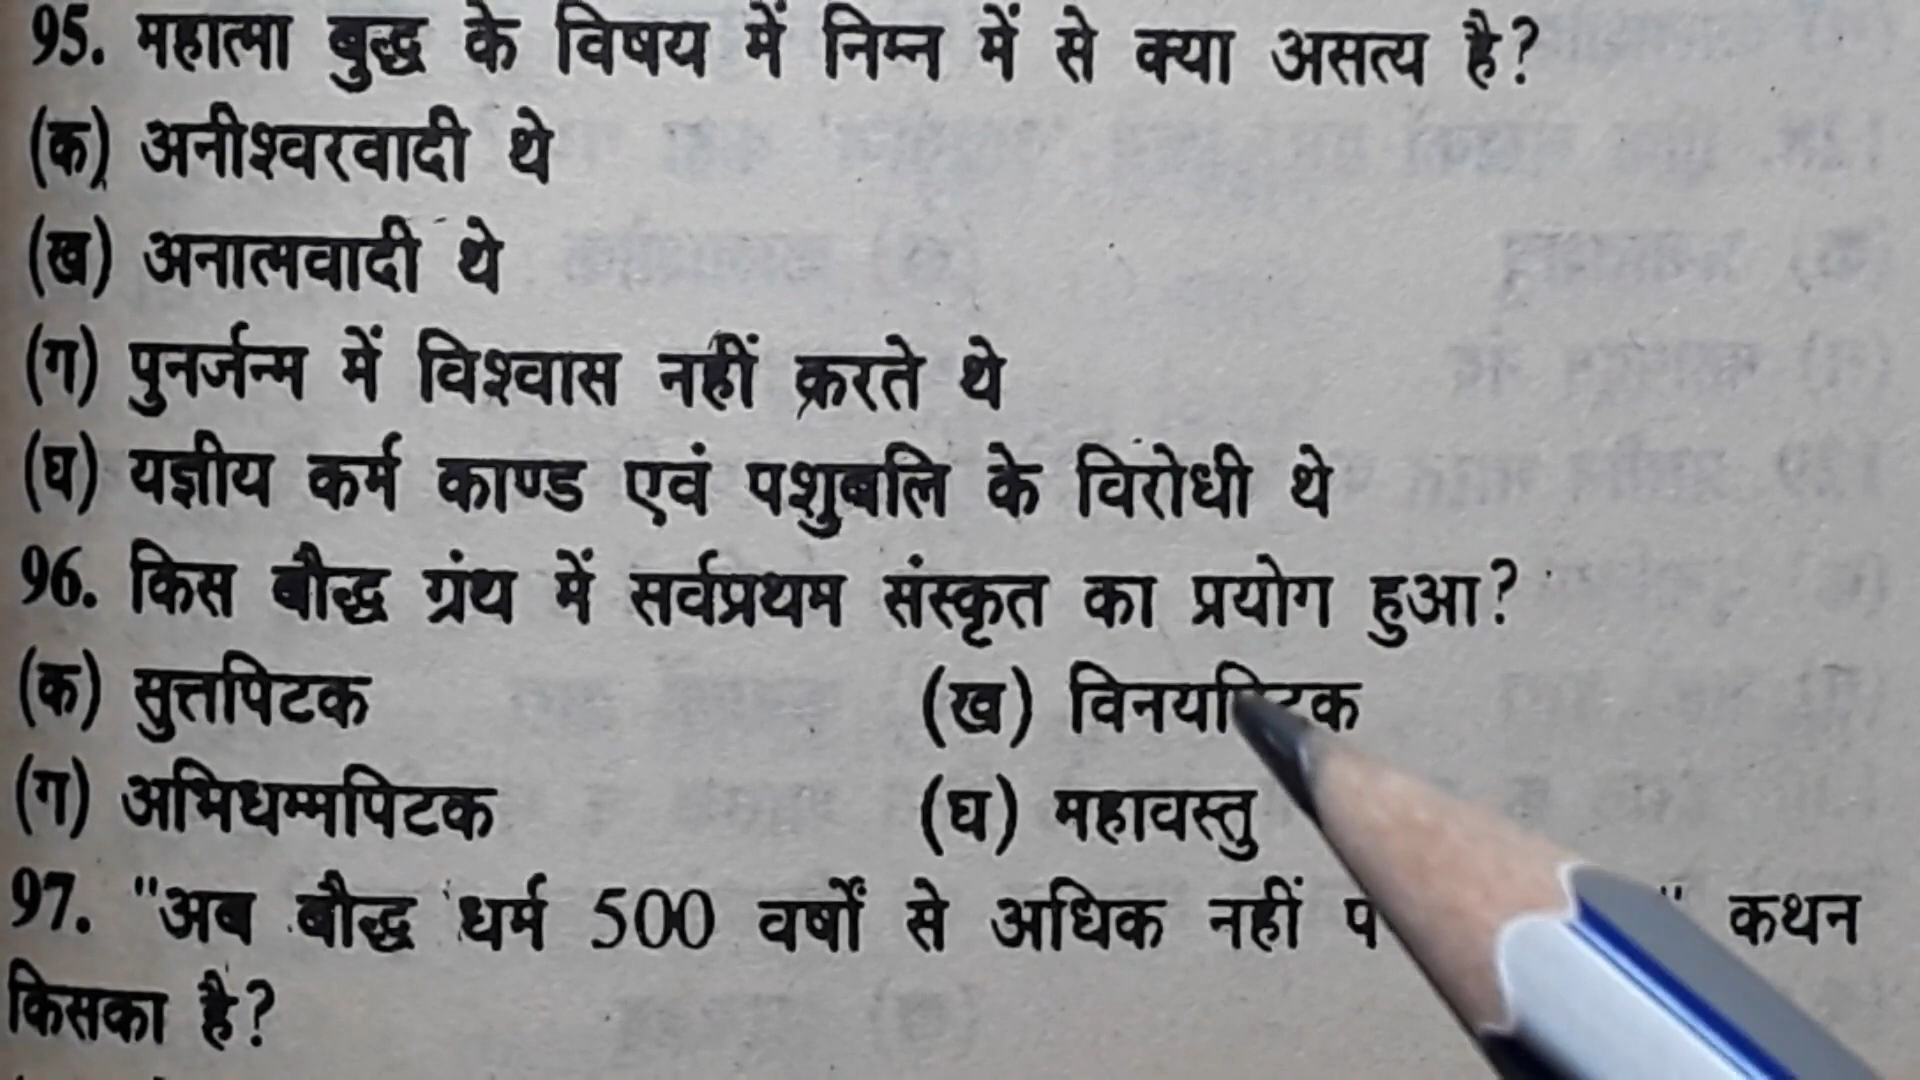 95. महात्मा बुद्ध के विषय में निम्न में से क्या असत्य है?
(क) अनीश्वरवादी थे
(ख) अनात्मवादी थे
(ग) पुनर्जन्म में विश्वास नहीं करते थे
(घ) यज्ञीय कर्म काण्ड एवं पशुबलि के विरोधी थे
96. किस बौद्ध ग्रंथ में सर्वप्रथम संस्कृत का प्रयोग हुआ?
(क) सुत्तपिटक (ख) विनयपिटक
(ग) अभिधम्मपिटक (घ) महावस्तु
97. "अब बौद्ध धर्म 500 वर्षों से अधिक नहीं " कथन
किसका है?